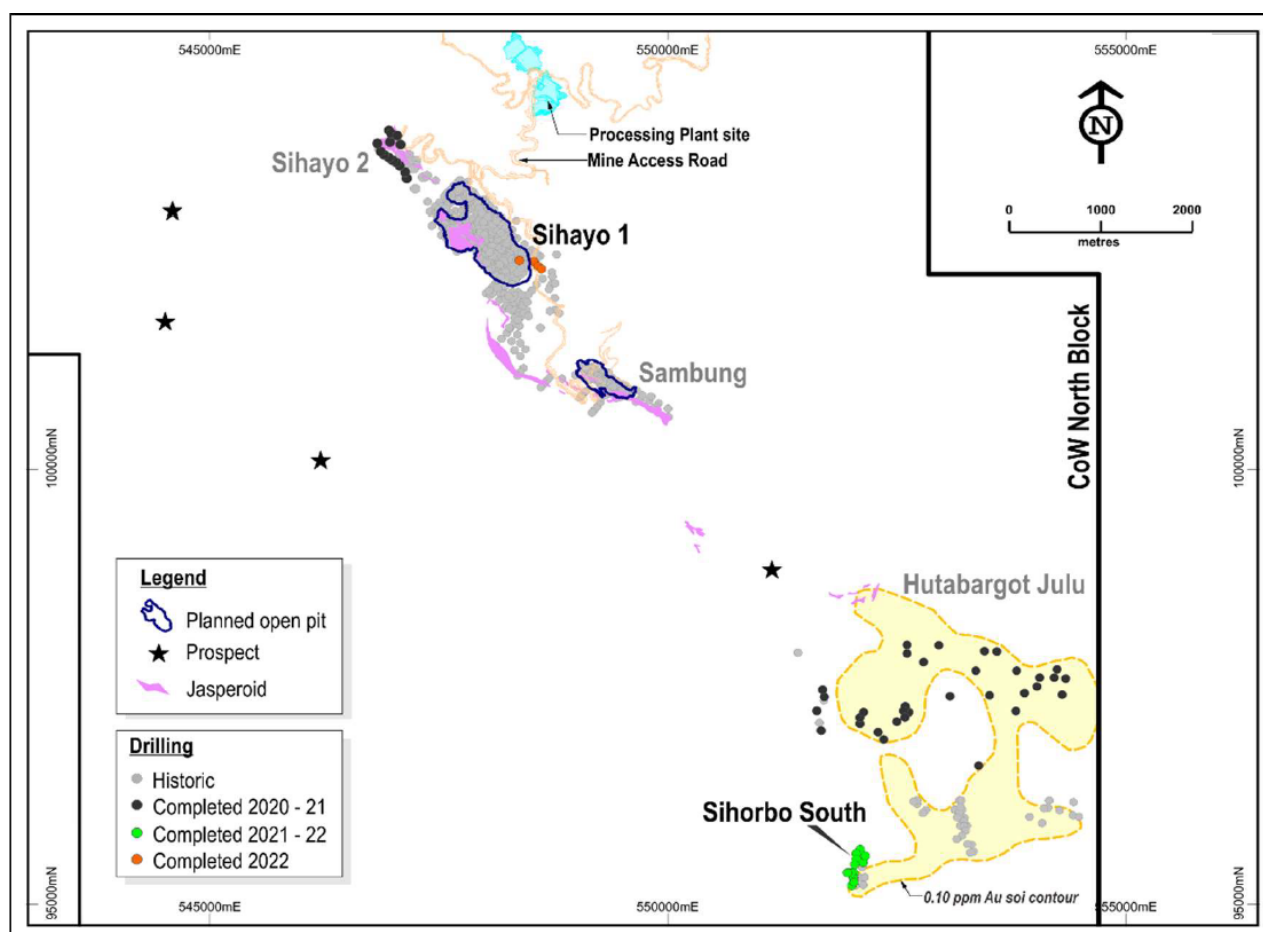 545000mE
550000mE
555000mE
Processing Plant site
Mine Access Road
N
Sihayo 2
0 1000 2000
metres
Sihayo 1
Sambung
CoW North Block
100000mN
100000mN
Hutabargot Julu
Legend
Planned open pit
Prospect
Jasperoid
Drilling
Historic
Completed 2020 - 21
Completed 2021 - 22
Completed 2022
Sihorbo South
0.10 ppm Au soi contour
95000mN
95000mN
545000mE
550000mE
555000mE